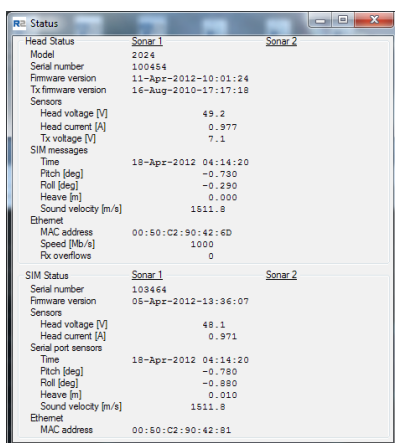 R2 Status
Head Status Sonar 1 Sonar 2
Model 2024
Serial number 100454
Firmware version 11-Apr-2012-10:01:24
Tx firmware version 16-Aug-2010-17:17:18
Sensors
Head voltage [V] 49.2
Head current [A] 0.977
Tx voltage [V] 7.1
SIM messages
Time 18-Apr-2012 04:14:20
Pitch [deg] -0.730
Roll [deg] -0.290
Heave [m] 0.000
Sound velocity [m/s] 1511.8
Ethernet
MAC address 00:50:C2:90:42:6D
Speed [Mb/s] 1000
Rx overflows 0
SIM Status Sonar 1 Sonar 2
Serial number 103464
Firmware version 05-Apr-2012-13:36:07
Sensors
Head voltage [V] 48.1
Head current [A] 0.971
Serial port sensors
Time 18-Apr-2012 04:14:20
Pitch [deg] -0.780
Roll [deg] -0.880
Heave [m] 0.010
Sound velocity [m/s] 1511.8
Ethernet
MAC address 00:50:C2:90:42:81